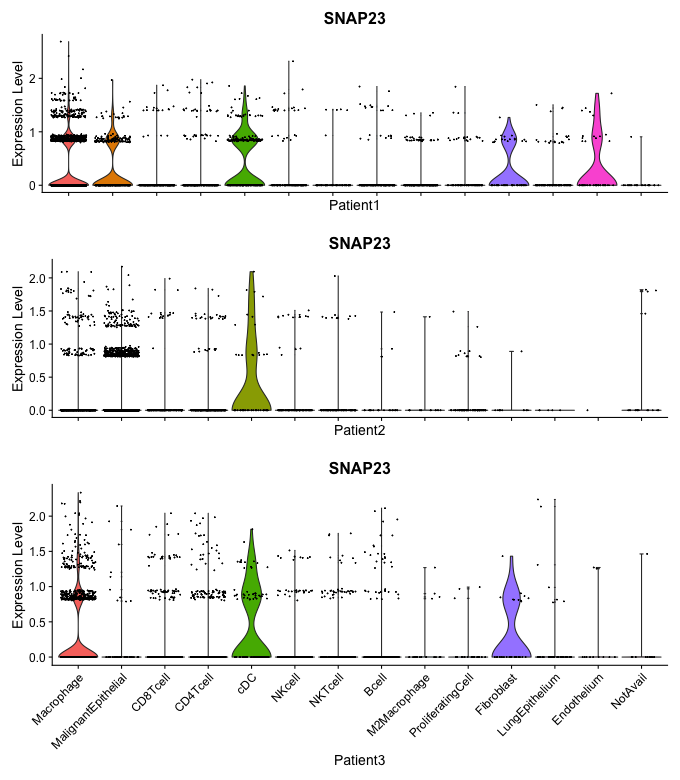 SNAP23
Expression Level
2
1
0
Patient1
SNAP23
Expression Level
2.0
1.5
1.0
0.5
0.0
Patient2
SNAP23
Expression Level
2.0
1.5
1.0
0.5
0.0
Macrophage
MalignantEpithelial
CD8Tcell
CD4Tcell
cDC
NKcell
NKTcell
Bcell
M2Macrophage
ProliferatingCell
Fibroblast
LungEpithelium
Endothelium
NotAvail
Patient3